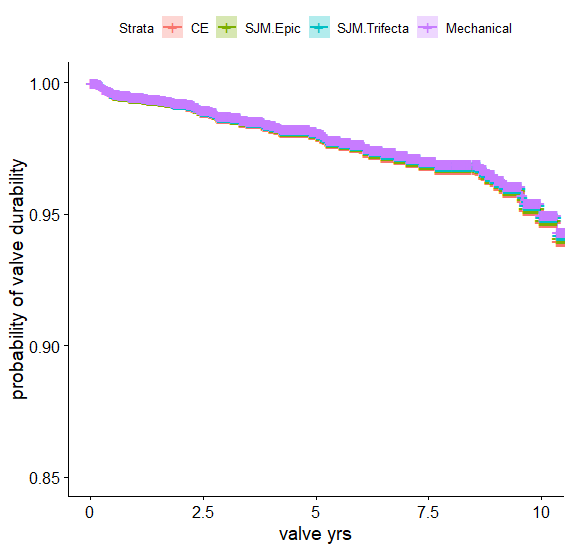 Strata CE SJM.Epic SJM.Trifecta Mechanical
1.00
0.95
0.90
0.85
probability of valve durability
0 2.5 5 7.5 10
valve yrs